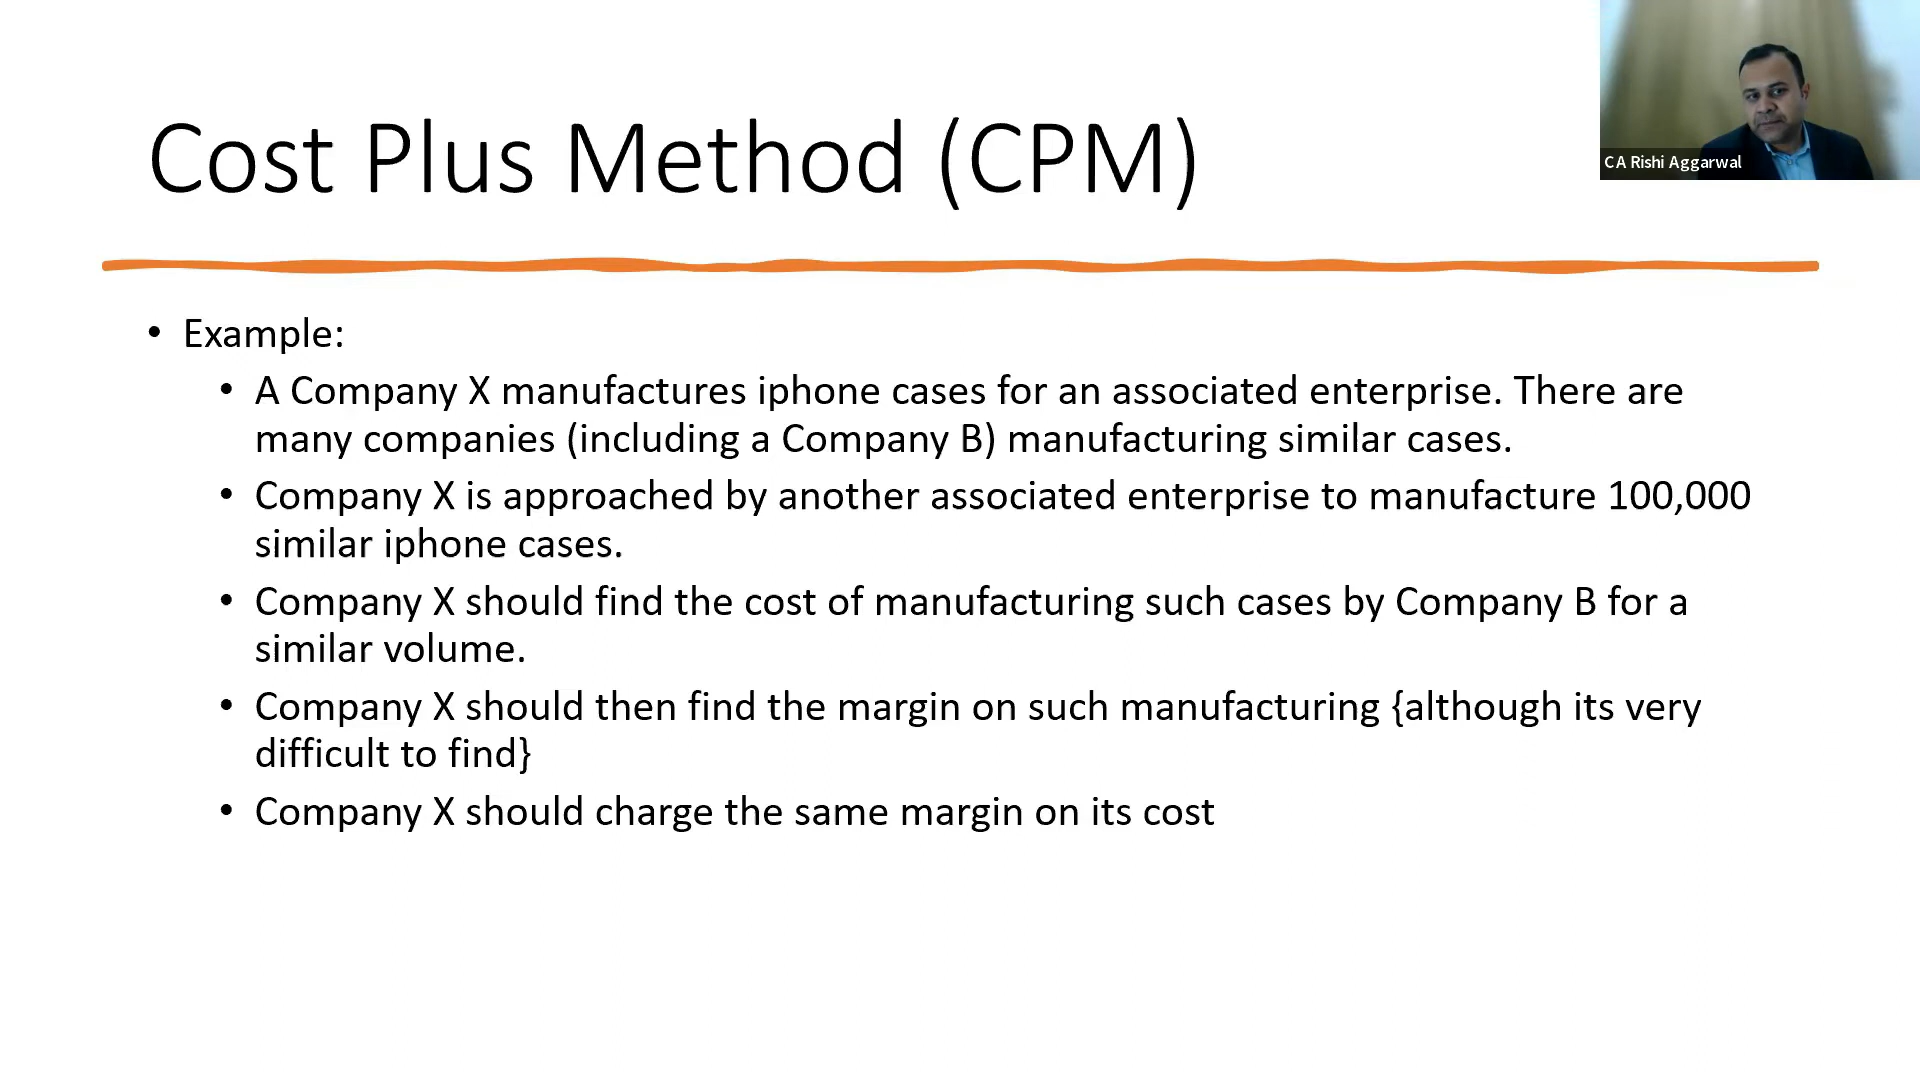 Cost Plus Method (CPM)
CA Rishi Aggarwal
• Example:
• A Company X manufactures iphone cases for an associated enterprise. There are
many companies (including a Company B) manufacturing similar cases.
• Company X is approached by another associated enterprise to manufacture 100,000
similar iphone cases.
• Company X should find the cost of manufacturing such cases by Company B for a
similar volume.
• Company X should then find the margin on such manufacturing {although its very
difficult to find}
• Company X should charge the same margin on its cost